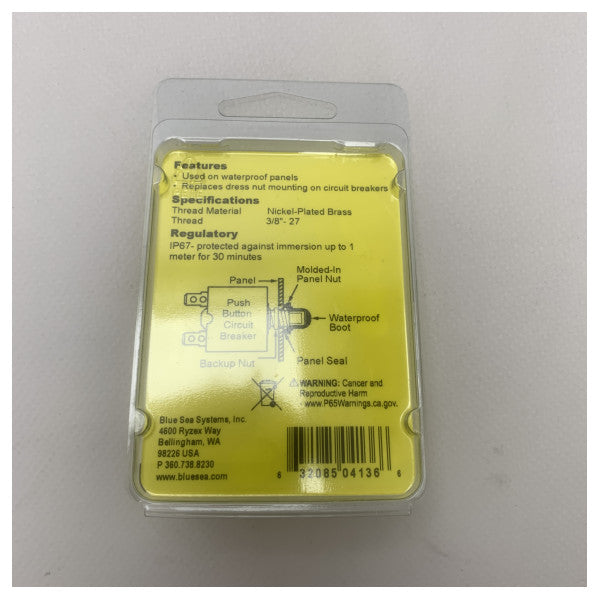 Features
• Used on waterproof panels
• Replaces dress nut mounting on circuit breakers
Specifications
Thread Material Nickel-Plated Brass
Thread 3/8"- 27
Regulatory
IP67- protected against immersion up to 1
meter for 30 minutes
Molded-In
Panel Nut
Panel
Push
Button
Circuit
Breaker
Waterproof
Boot
Backup Nut
Panel Seal
⚠WARNING: Cancer and
Reproductive Harm
- www.P65Warnings.ca.gov.
Blue Sea Systems, Inc.
4600 Ryzex Way
Bellingham, WA
98226 USA
P 360.738.8230
www.bluesea.com
6 32085 04136 6